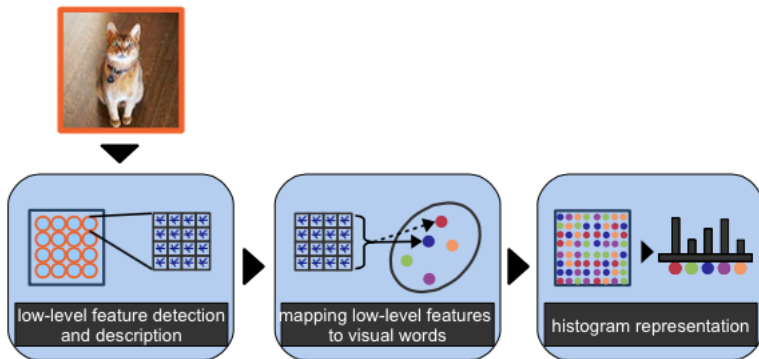 low-level feature detection
and description
mapping low-level features
to visual words
histogram representation